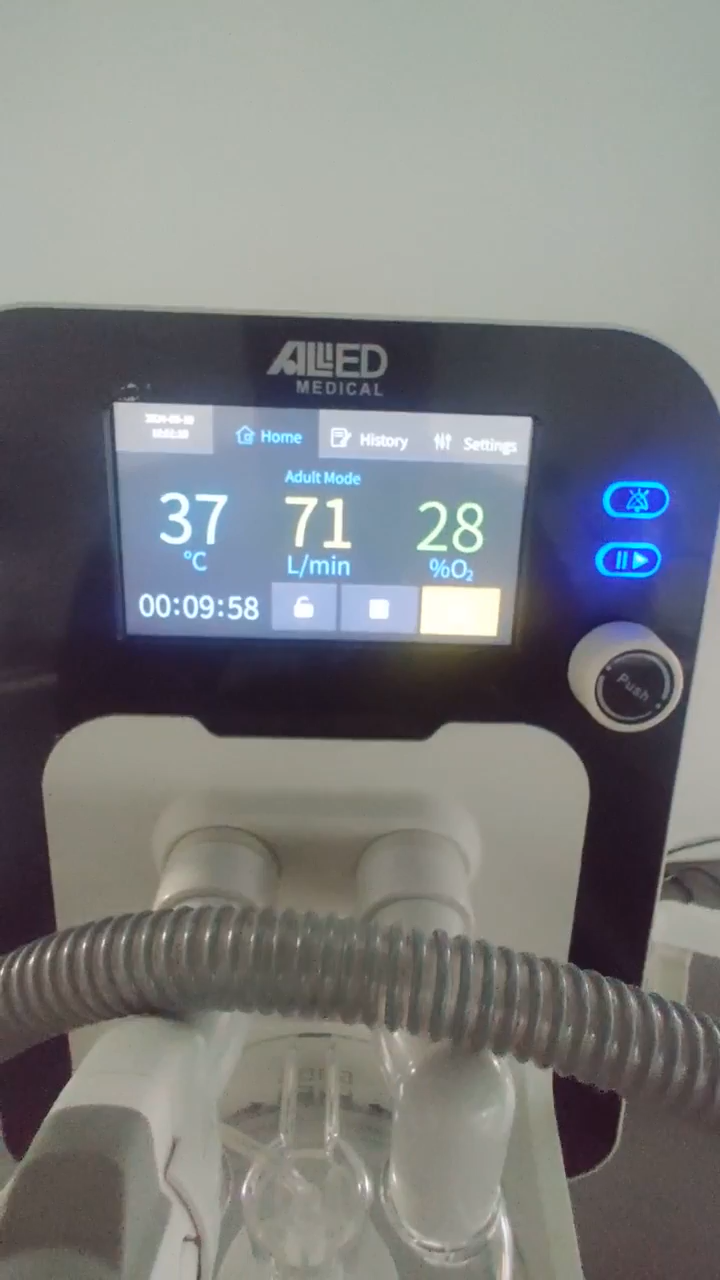 ALLIED
MEDICAL
Home
History
Settings
Adult Mode
37 71 28
°C L/min %O₂
00:09:58
Push